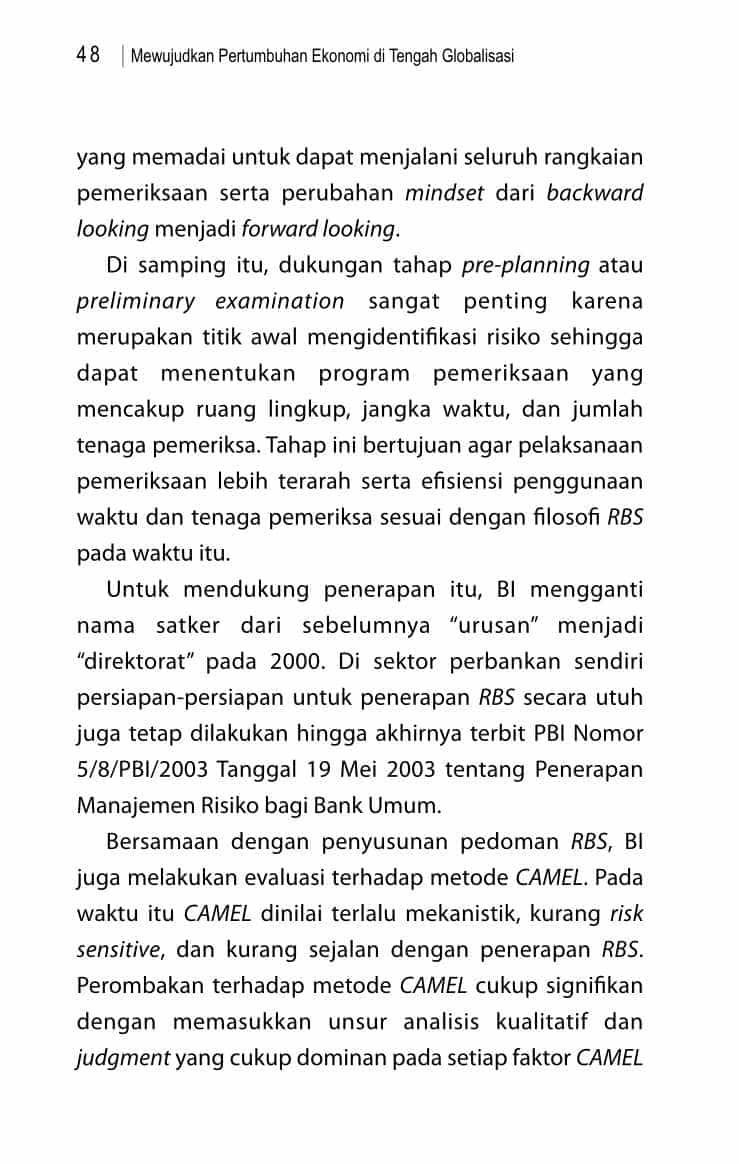 48 | Mewujudkan Pertumbuhan Ekonomi di Tengah Globalisasi
yang memadai untuk dapat menjalani seluruh rangkaian
pemeriksaan serta perubahan mindset dari backward
looking menjadi forward looking.
Di samping itu, dukungan tahap pre-planning atau
preliminary examination sangat penting karena
merupakan titik awal mengidentifikasi risiko sehingga
dapat menentukan program pemeriksaan yang
mencakup ruang lingkup, jangka waktu, dan jumlah
tenaga pemeriksa. Tahap ini bertujuan agar pelaksanaan
pemeriksaan lebih terarah serta efisiensi penggunaan
waktu dan tenaga pemeriksa sesuai dengan filosofi RBS
pada waktu itu.
Untuk mendukung penerapan itu, BI mengganti
nama satker dari sebelumnya “urusan” menjadi
“direktorat” pada 2000. Di sektor perbankan sendiri
persiapan-persiapan untuk penerapan RBS secara utuh
juga tetap dilakukan hingga akhirnya terbit PBI Nomor
5/8/PBI/2003 Tanggal 19 Mei 2003 tentang Penerapan
Manajemen Risiko bagi Bank Umum.
Bersamaan dengan penyusunan pedoman RBS, BI
juga melakukan evaluasi terhadap metode CAMEL. Pada
waktu itu CAMEL dinilai terlalu mekanistik, kurang risk
sensitive, dan kurang sejalan dengan penerapan RBS.
Perombakan terhadap metode CAMEL cukup signifikan
dengan memasukkan unsur analisis kualitatif dan
judgment yang cukup dominan pada setiap faktor CAMEL